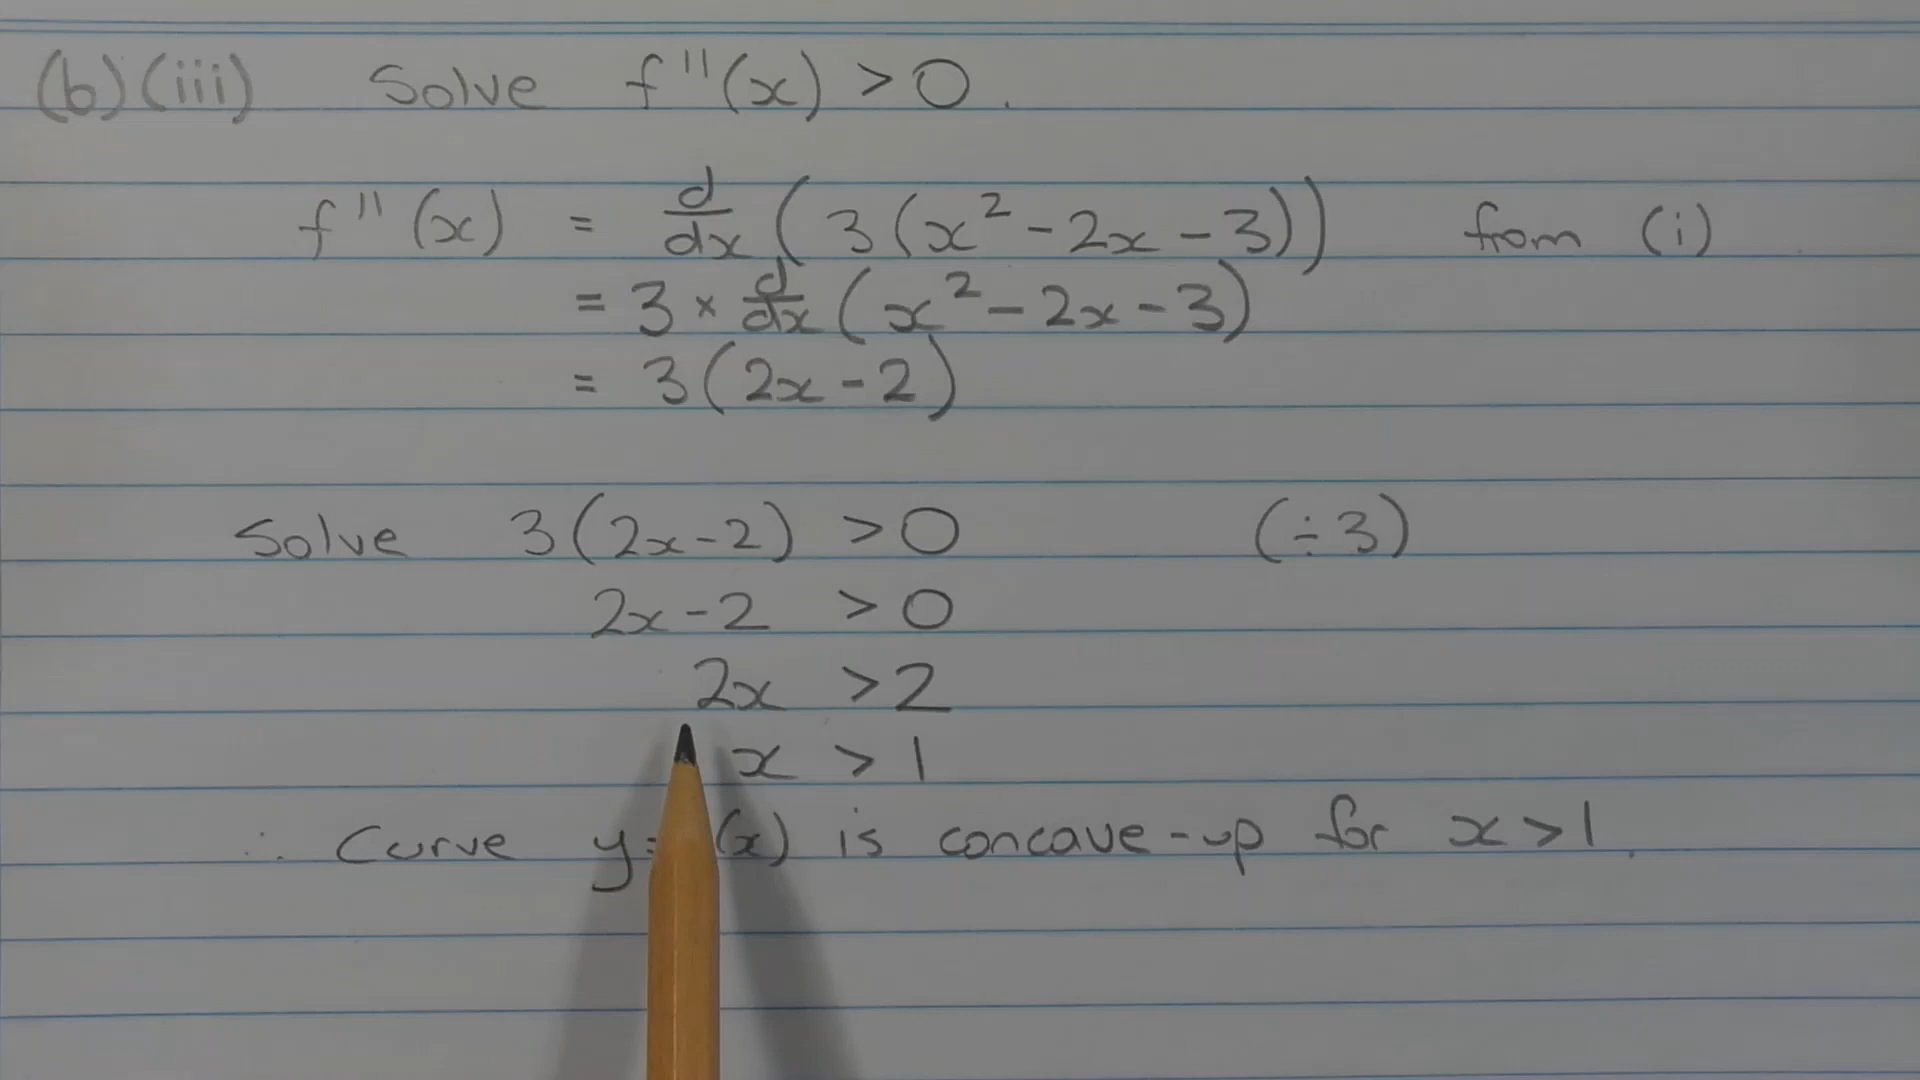 (b)(iii) Solve f''(x) > 0.
f''(x) = d/dx (3(x² - 2x - 3)) from (i)
= 3 × d/dx (x² - 2x - 3)
= 3(2x - 2)
Solve 3(2x - 2) > 0 (÷3)
2x - 2 > 0
2x > 2
x > 1
∴ Curve y= (x) is concave-up for x > 1.